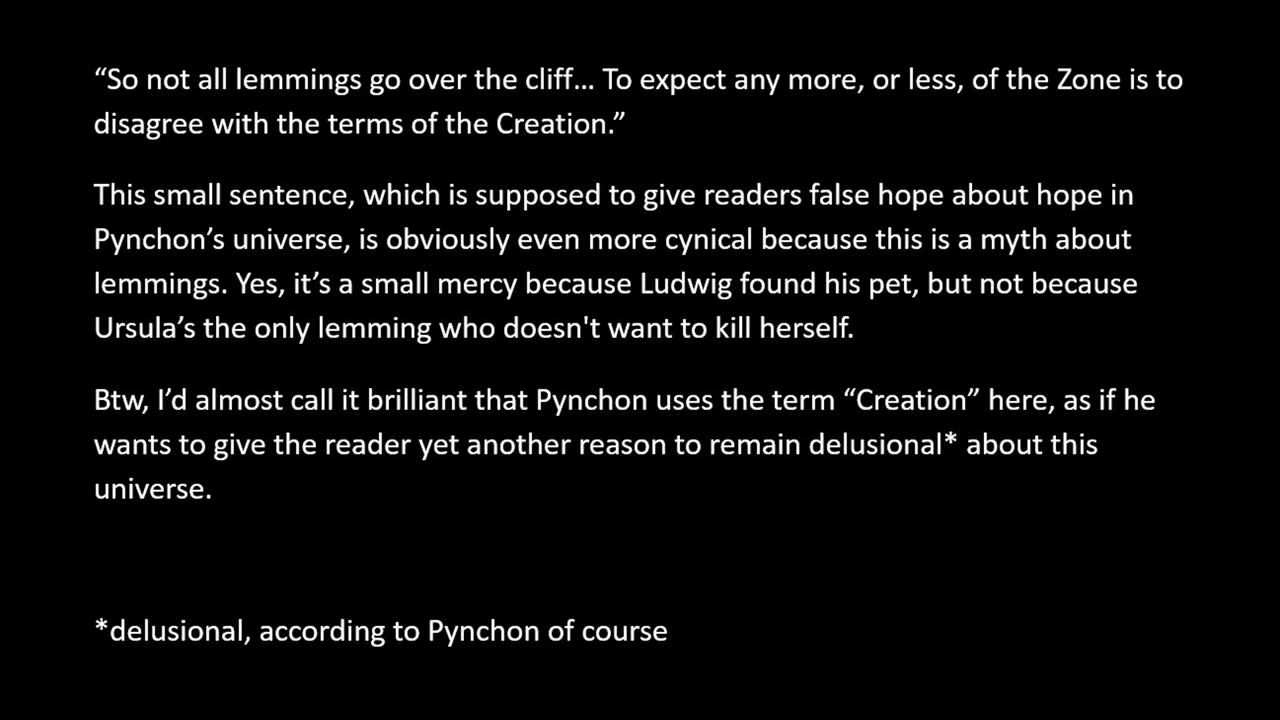 “So not all lemmings go over the cliff... To expect any more, or less, of the Zone is to
disagree with the terms of the Creation.”
This small sentence, which is supposed to give readers false hope about hope in
Pynchon’s universe, is obviously even more cynical because this is a myth about
lemmings. Yes, it’s a small mercy because Ludwig found his pet, but not because
Ursula’s the only lemming who doesn't want to kill herself.
Btw, I’d almost call it brilliant that Pynchon uses the term “Creation” here, as if he
wants to give the reader yet another reason to remain delusional* about this
universe.
*delusional, according to Pynchon of course